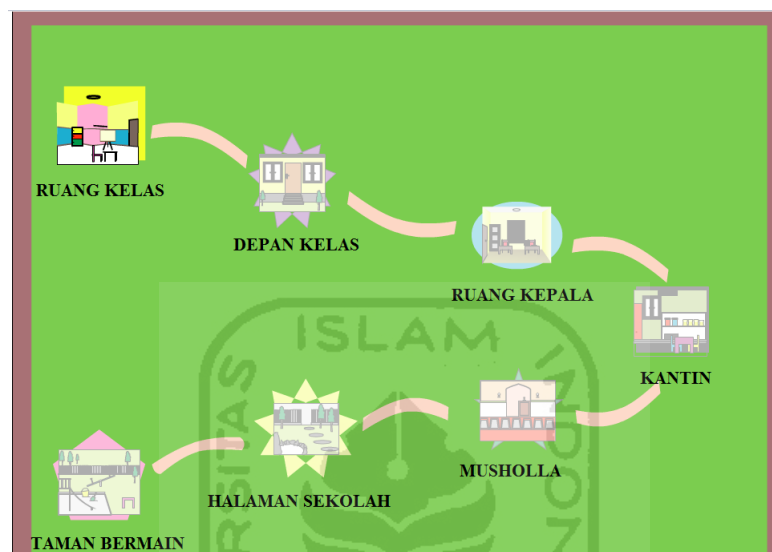 RUANG KELAS
DEPAN KELAS
RUANG KEPALA
KANTIN
MUSHOLLA
HALAMAN SEKOLAH
TAMAN BERMAIN
ISLAM